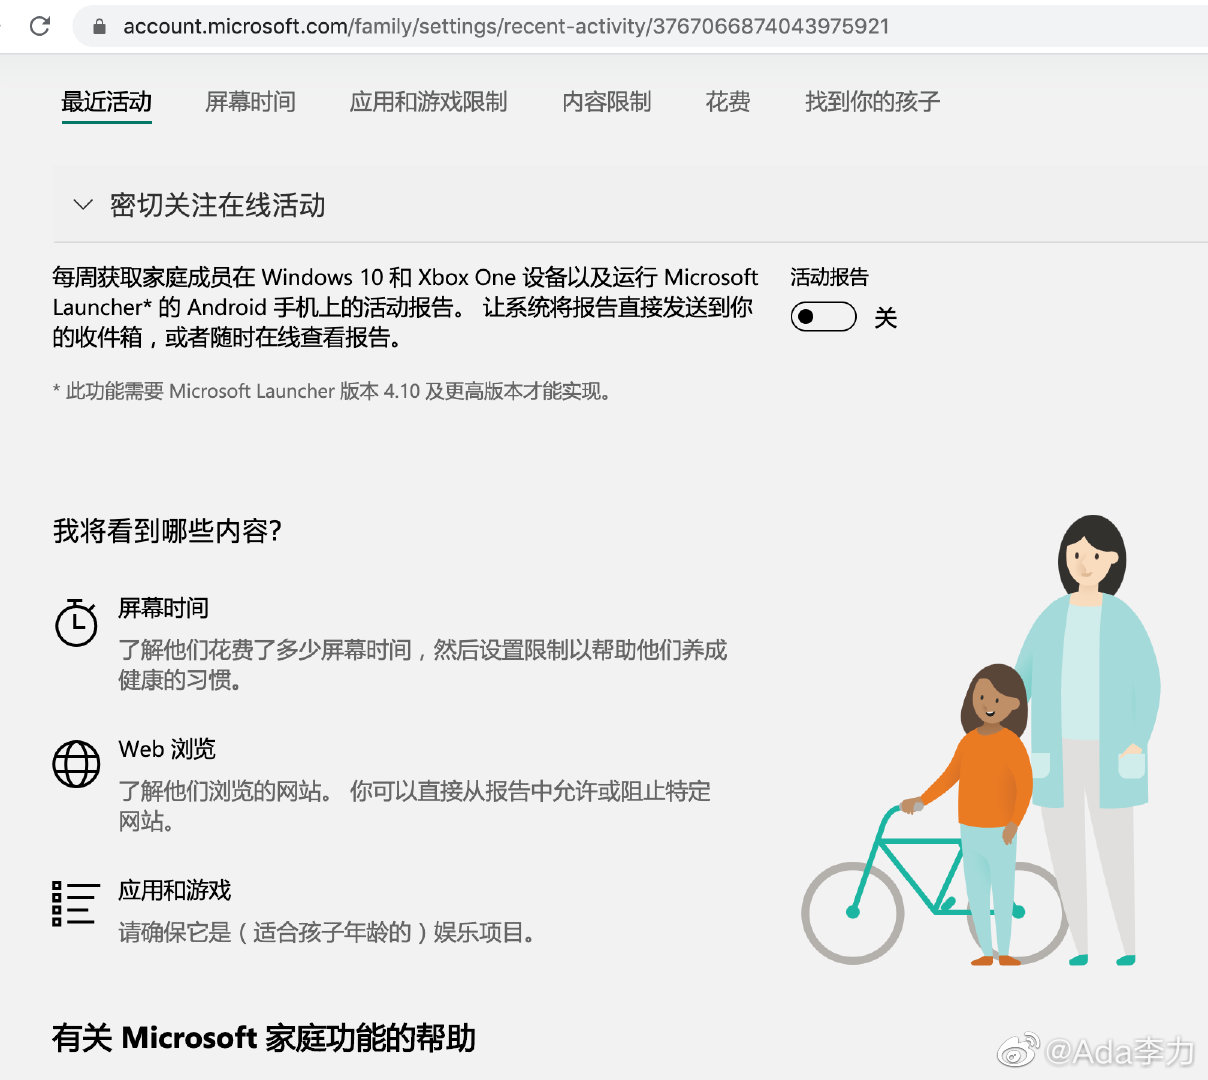 account.microsoft.com/family/settings/recent-activity/3767066874043975921
最近活动 屏幕时间 应用和游戏限制 内容限制 花费 找到你的孩子
密切关注在线活动
每周获取家庭成员在 Windows 10 和 Xbox One 设备以及运行 Microsoft
Launcher* 的 Android 手机上的活动报告。 让系统将报告直接发送到你
的收件箱，或者随时在线查看报告。
活动报告
关
* 此功能需要 Microsoft Launcher 版本 4.10 及更高版本才能实现。
我将看到哪些内容?
屏幕时间
了解他们花费了多少屏幕时间，然后设置限制以帮助他们养成
健康的习惯。
Web 浏览
了解他们浏览的网站。 你可以直接从报告中允许或阻止特定
网站。
应用和游戏
请确保它是（适合孩子年龄的）娱乐项目。
有关 Microsoft 家庭功能的帮助
@Ada李力